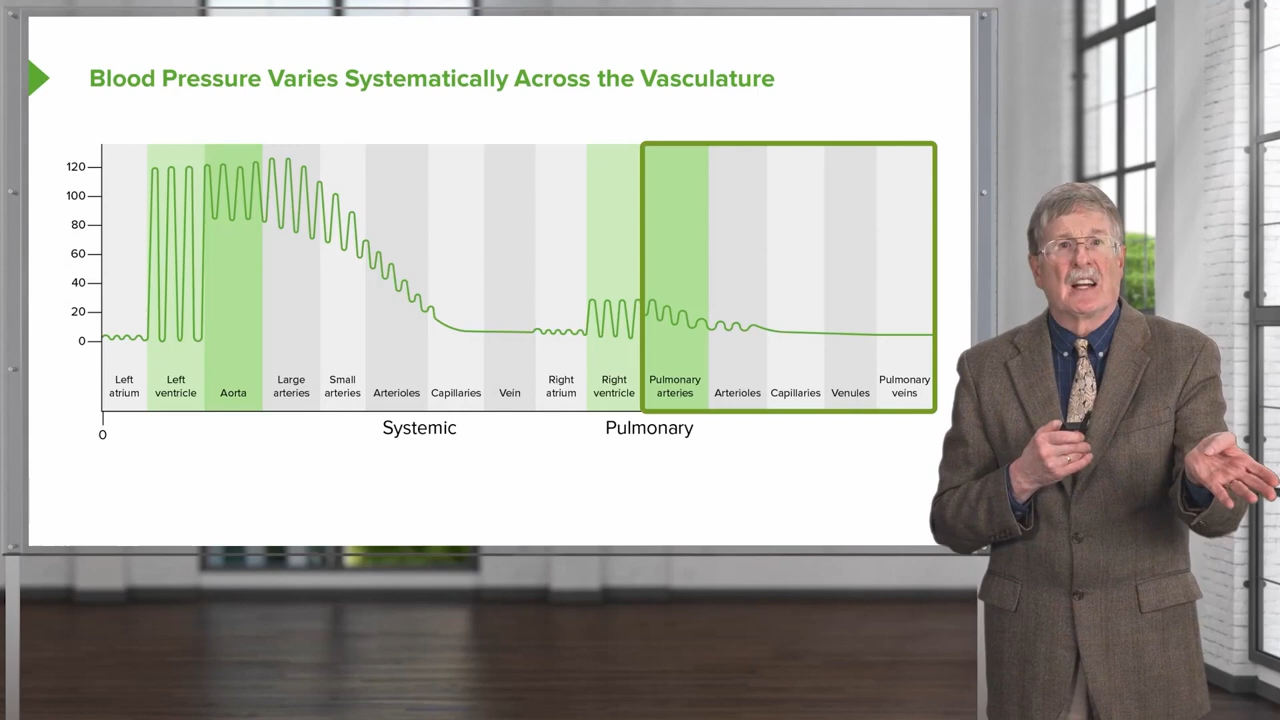 Blood Pressure Varies Systematically Across the Vasculature
120
100
80
60
40
20
0
Left
atrium
Left
ventricle
Aorta
Large
arteries
Small
arteries
Arterioles
Capillaries
Vein
Right
atrium
Right
ventricle
Pulmonary
arteries
Arterioles
Capillaries
Venules
Pulmonary
veins
0
Systemic
Pulmonary